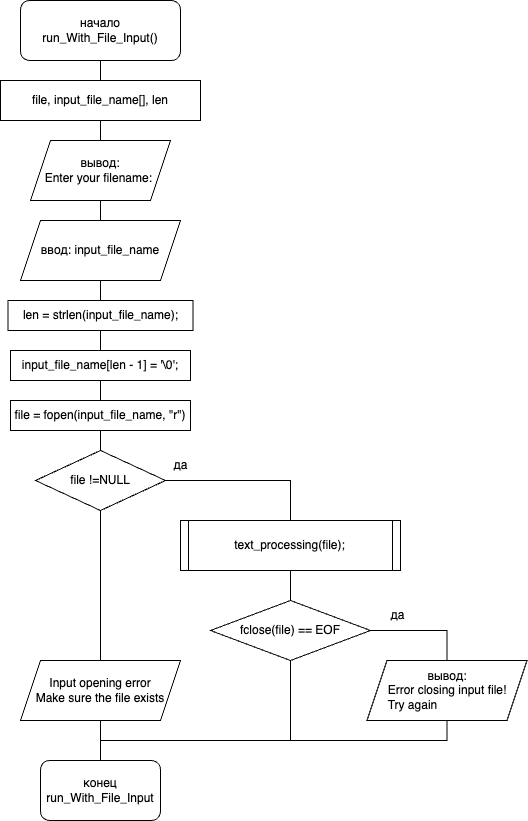 начало
run_With_File_Input()
file, input_file_name[], len
вывод:
Enter your filename:
ввод: input_file_name
len = strlen(input_file_name);
input_file_name[len - 1] = '\0';
file = fopen(input_file_name, "r")
file !=NULL
да
text_processing(file);
fclose(file) == EOF
да
Input opening error
Make sure the file exists
вывод:
Error closing input file!
Try again
конец
run_With_File_Input